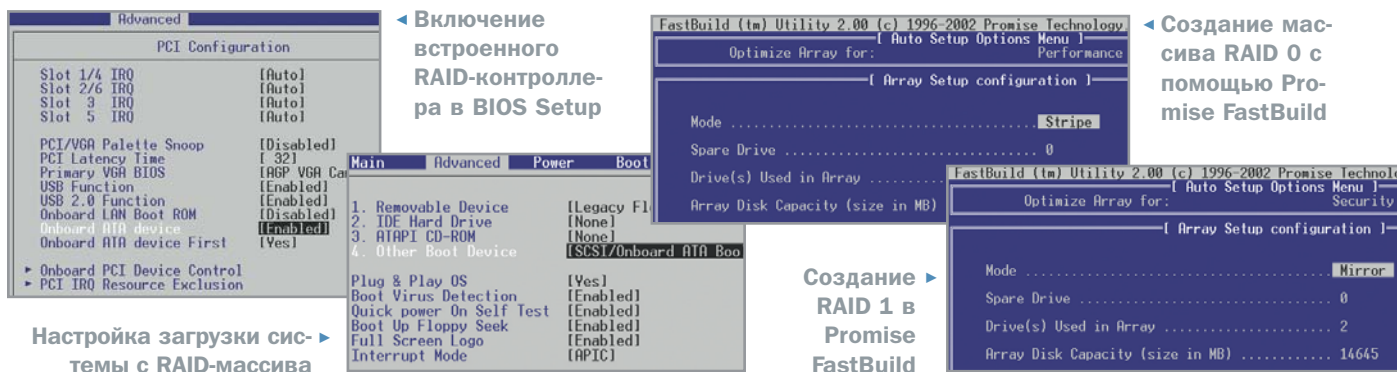 Advanced
PCI Configuration
Slot 1/4 IRQ [Auto]
Slot 2/6 IRQ [Auto]
Slot 3 IRQ [Auto]
Slot 5 IRQ [Auto]
PCI/VGA Palette Snoop [Disabled]
PCI Latency Time [ 32]
Primary VGA BIOS [AGP VGA Ca
USB Function [Enabled]
USB 2.0 Function [Enabled]
Onboard LAN Boot ROM [Disabled]
Onboard ATA device [Enabled]
Onboard ATA device First [Yes]
Onboard PCI Device Control
PCI IRQ Resource Exclusion
Включение
встроенного
RAID-контролле-
ра в BIOS Setup
Main Advanced Power Boot
1. Removable Device [Legacy Fl
2. IDE Hard Drive [None]
3. ATAPI CD-ROM [None]
4. Other Boot Device [SCSI/Onboard ATA Boo
Plug & Play OS [Yes]
Boot Virus Detection [Enabled]
Quick power On Self Test [Enabled]
Boot Up Floppy Seek [Enabled]
Full Screen Logo [Enabled]
Interrupt Mode [APIC]
Настройка загрузки сис-
темы с RAID-массива
FastBuild (tm) Utility 2.00 (c) 1996-2002 Promise Technology
[ Auto Setup Options Menu ]
Optimize Array for: Performance
[ Array Setup configuration ]
Mode ........................................ Stripe
Spare Drive ................................. 0
Drive(s) Used in Array ..........
Array Disk Capacity (size in MB)
Создание мас-
сива RAID 0 с
помощью Pro-
mise FastBuild
FastBuild (tm) Utility 2.00 (c) 1996-2002 Promise Technol
[ Auto Setup Options Menu ]
Optimize Array for: Security
[ Array Setup configuration ]
Mode ........................................ Mirror
Spare Drive ................................. 0
Drive(s) Used in Array ...................... 2
Array Disk Capacity (size in MB) ............ 14645
Создание
RAID 1 в
Promise
FastBuild